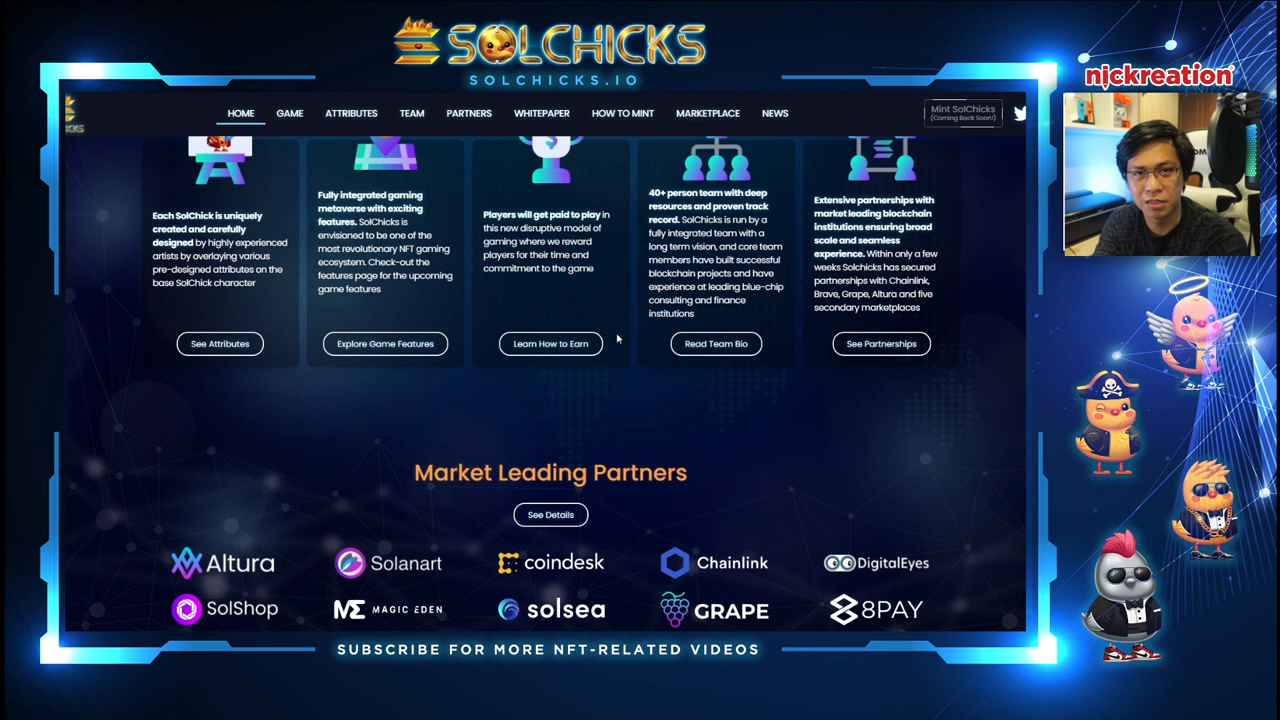 SOLCHICKS
SOLCHICKS.IO
nickreation
HOME
GAME
ATTRIBUTES
TEAM
PARTNERS
WHITEPAPER
HOW TO MINT
MARKETPLACE
NEWS
Mint SolChicks
(Coming Back Soon!)
Each SolChick is uniquely
created and carefully
designed by highly experienced
artists by overlaying various
pre-designed attributes on the
base SolChick character
See Attributes
Fully integrated gaming
metaverse with exciting
features. SolChicks is
envisioned to be one of the
most revolutionary NFT gaming
ecosystem. Check-out the
features page for the upcoming
game features
Explore Game Features
Players will get paid to play in
this new disruptive model of
gaming where we reward
players for their time and
commitment to the game
Learn How to Earn
40+ person team with deep
resources and proven track
record. SolChicks is run by a
fully integrated team with a
long term vision, and core team
members have built successful
blockchain projects and have
experience at leading blue-chip
consulting and finance
institutions
Read Team Bio
Extensive partnerships with
market leading blockchain
institutions ensuring broad
scale and seamless
experience. Within only a few
weeks Solchicks has secured
partnerships with Chainlink,
Brave, Grape, Altura and five
secondary marketplaces
See Partnerships
Market Leading Partners
See Details
Altura
Solanart
coindesk
Chainlink
DigitalEyes
SolShop
ME MAGIC EDEN
solsea
GRAPE
8PAY
SUBSCRIBE FOR MORE NFT-RELATED VIDEOS